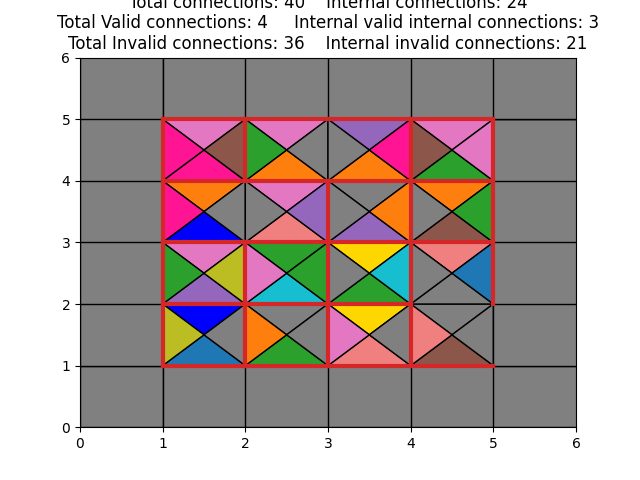 Total connections: 40 Internal connections: 24
Total Valid connections: 4 Internal valid internal connections: 3
Total Invalid connections: 36 Internal invalid connections: 21
6
5
4
3
2
1
0
0 1 2 3 4 5 6